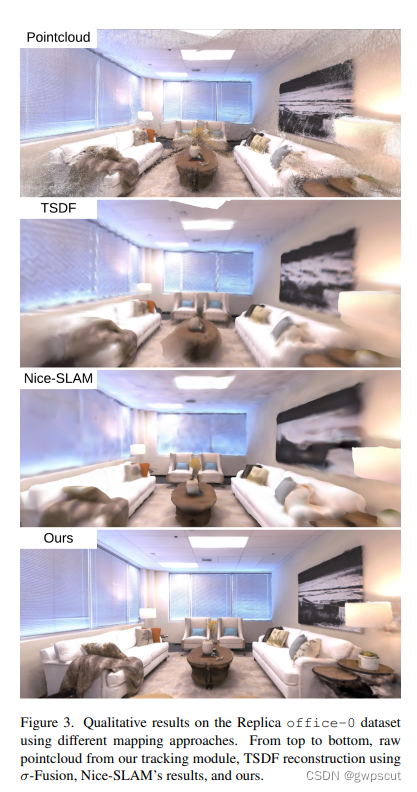 Pointcloud
TSDF
Nice-SLAM
Ours
Figure 3. Qualitative results on the Replica office-0 dataset
using different mapping approaches. From top to bottom, raw
pointcloud from our tracking module, TSDF reconstruction using
σ-Fusion, Nice-SLAM's results, and ours.
CSDN @gwpscut